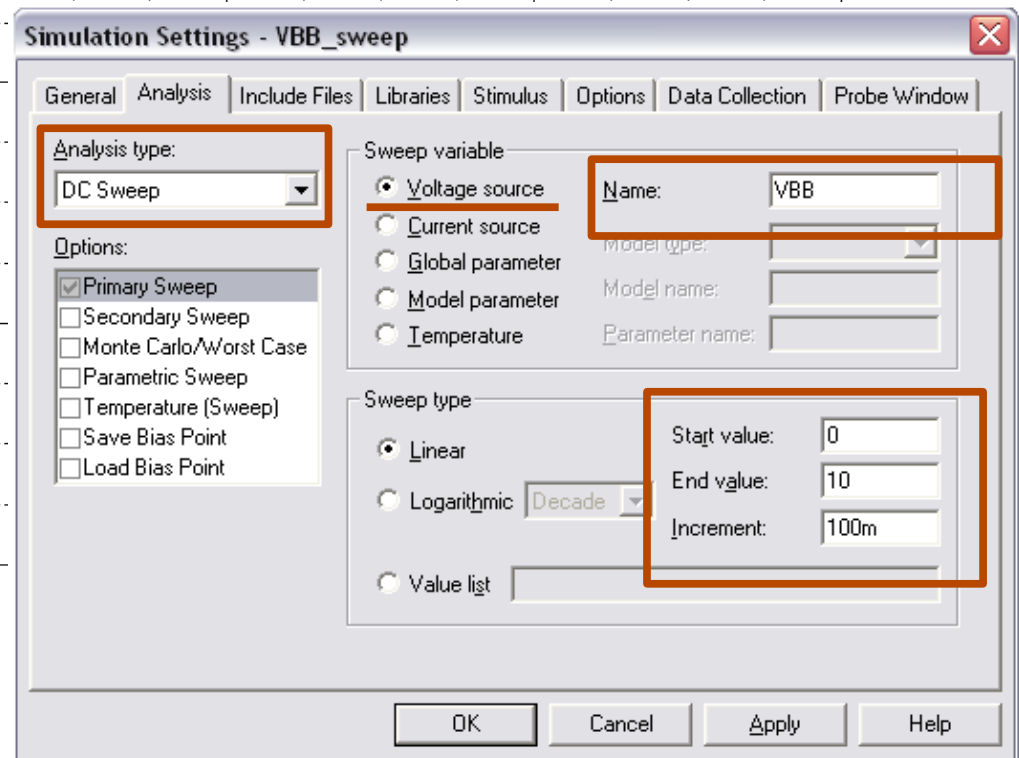 Simulation Settings - VBB_sweep
General Analysis Include Files Libraries Stimulus Options Data Collection Probe Window
Analysis type:
DC Sweep
Options:
Primary Sweep
Secondary Sweep
Monte Carlo/Worst Case
Parametric Sweep
Temperature (Sweep)
Save Bias Point
Load Bias Point
Sweep variable
Voltage source
Current source
Global parameter
Model parameter
Temperature
Name: VBB
Model type:
Model name:
Parameter name:
Sweep type
Linear
Logarithmic Decade
Value list
Start value: 0
End value: 10
Increment: 100m
OK Cancel Apply Help